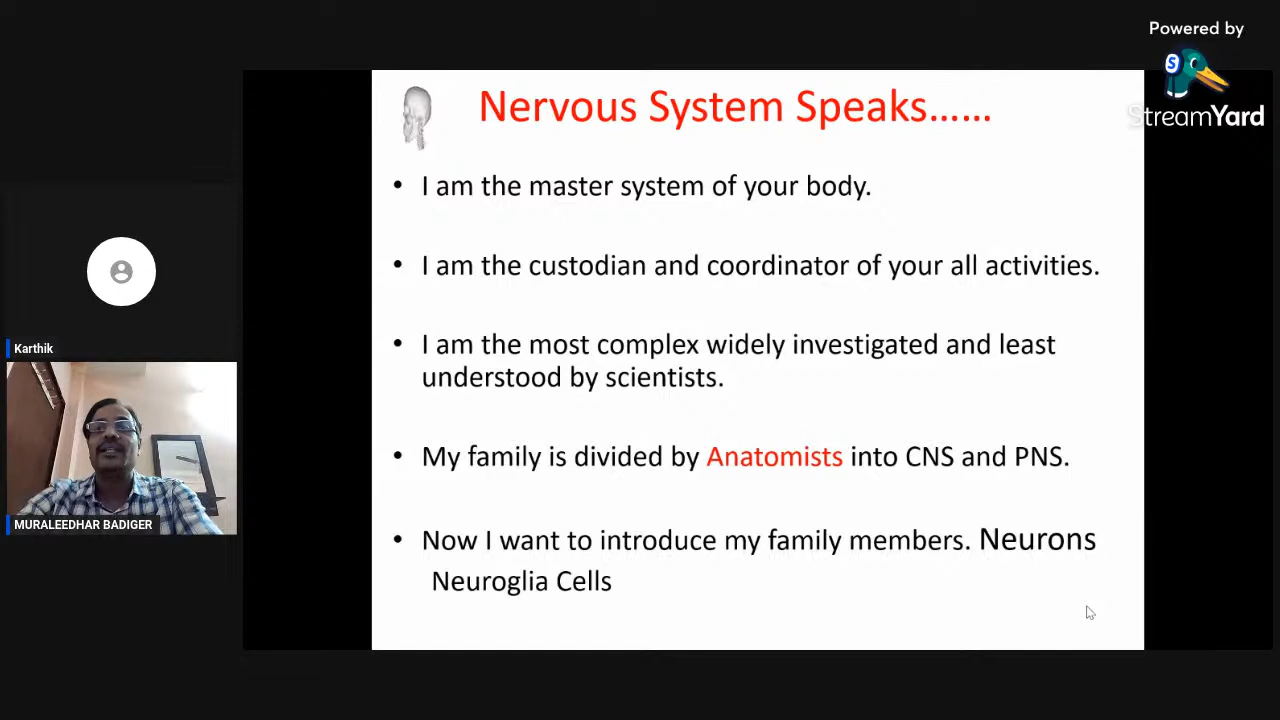 Powered by
StreamYard
Nervous System Speaks……
• I am the master system of your body.
• I am the custodian and coordinator of your all activities.
• I am the most complex widely investigated and least
understood by scientists.
• My family is divided by Anatomists into CNS and PNS.
• Now I want to introduce my family members. Neurons
Neuroglia Cells
Karthik
MURALEEDHAR BADIGER